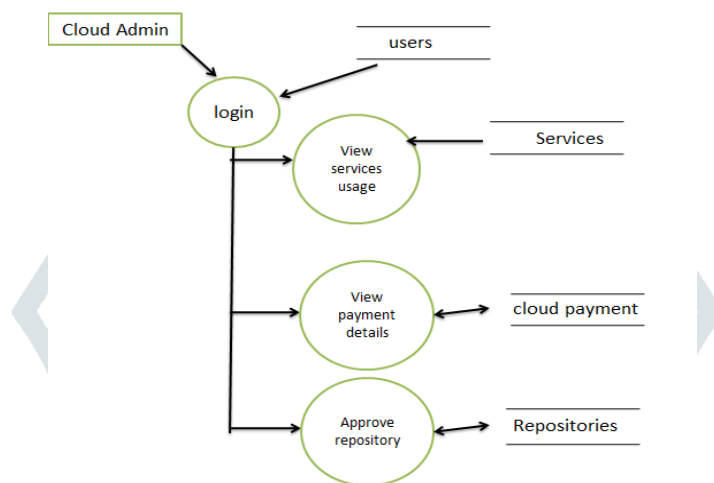 Cloud Admin
users
login
View
services
usage
Services
View
payment
details
cloud payment
Approve
repository
Repositories